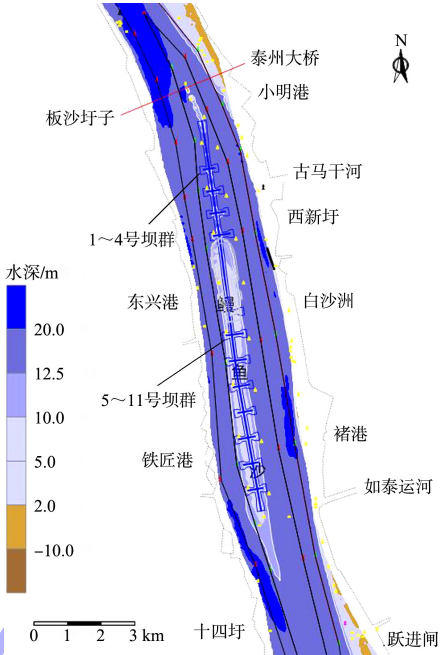 泰州大桥
N
小明港
板沙圩子
古马干河
西新圩
1～4号坝群
水深/m
白沙洲
东兴港
鳗
20.0
12.5
鱼
5～11号坝群
10.0
褚港
5.0
铁匠港
沙
如泰运河
2.0
-10.0
十四圩
跃进闸
0 1 2 3 km